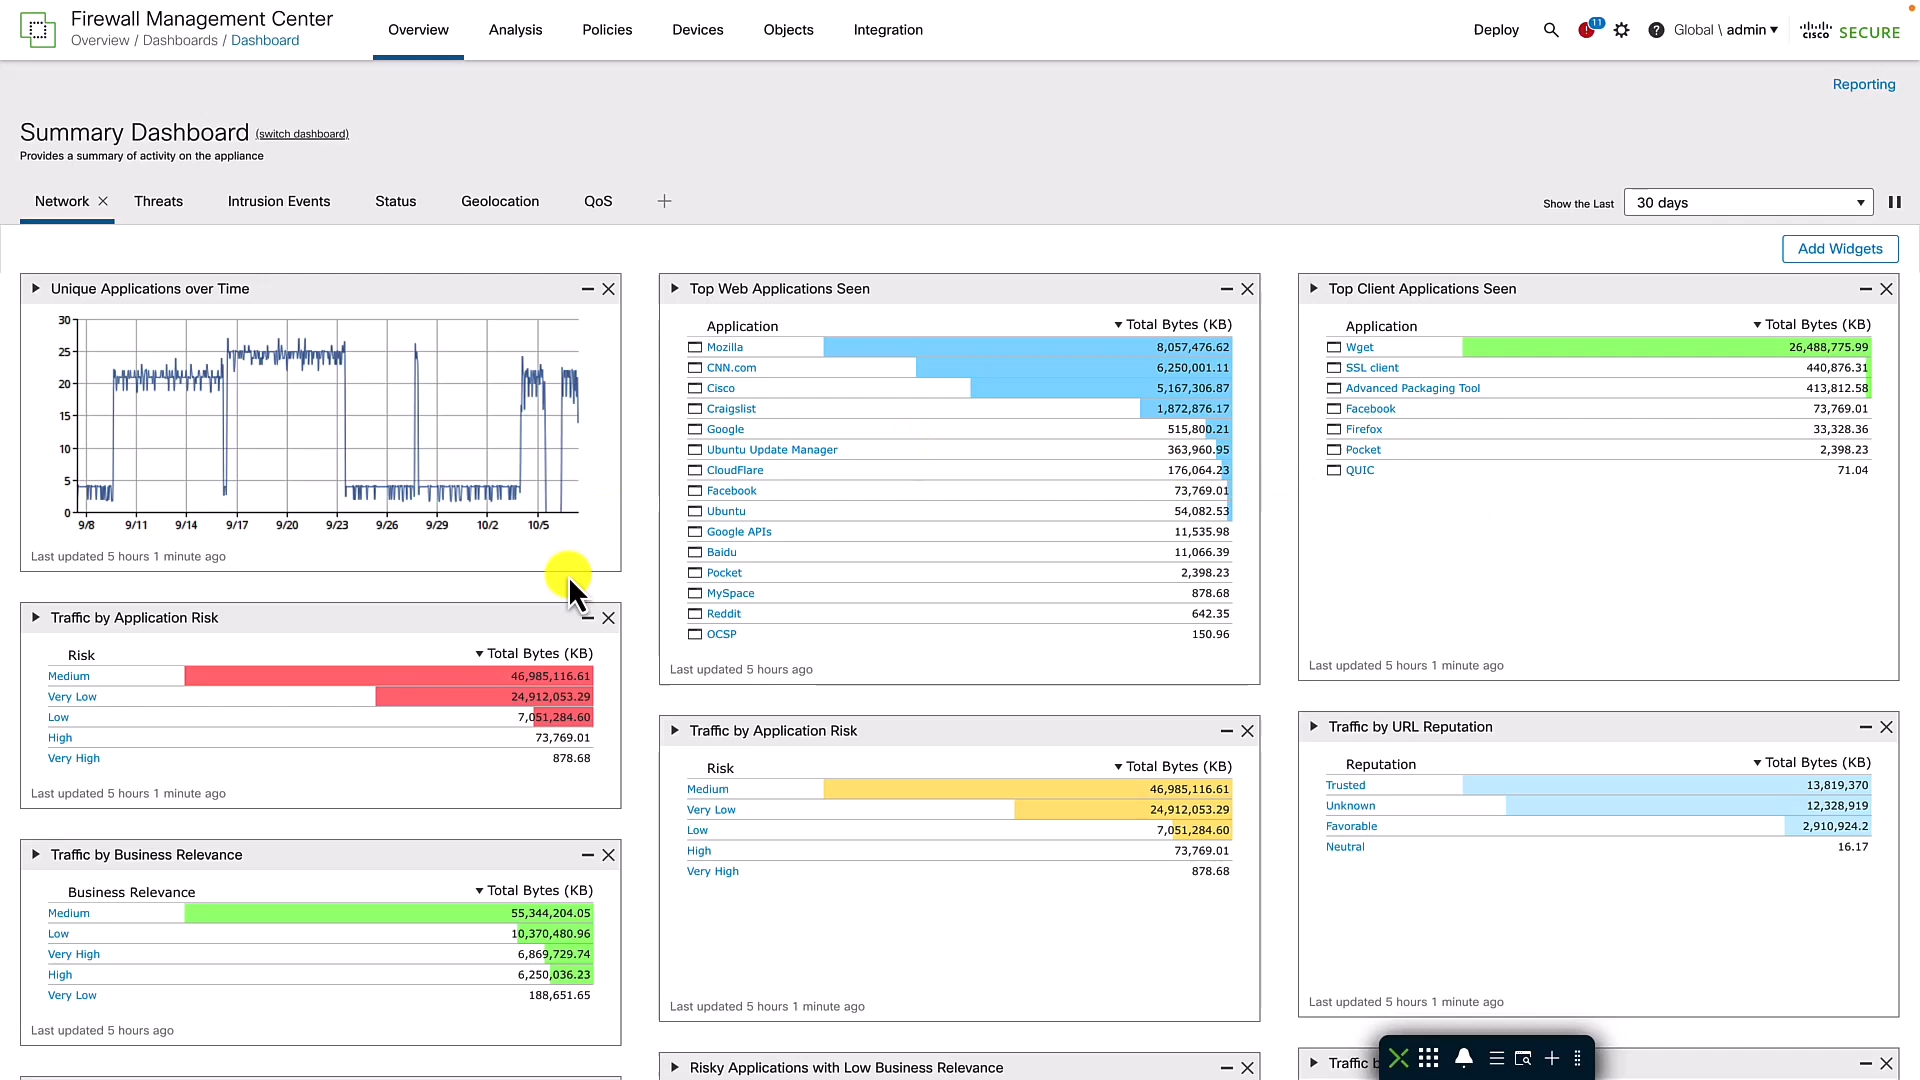 Firewall Management Center
Overview / Dashboards / Dashboard
Overview
Analysis
Policies
Devices
Objects
Integration
Deploy
11
Global \ admin
cisco SECURE
Reporting
Summary Dashboard (switch dashboard)
Provides a summary of activity on the appliance
Network
Threats
Intrusion Events
Status
Geolocation
QoS
Show the Last
30 days
Add Widgets
Unique Applications over Time
30
25
20
15
10
5
0
9/8 9/11 9/14 9/17 9/20 9/23 9/26 9/29 10/2 10/5
Last updated 5 hours 1 minute ago
Traffic by Application Risk
Risk Total Bytes (KB)
Medium 46,985,116.61
Very Low 24,912,053.29
Low 7,051,284.60
High 73,769.01
Very High 878.68
Last updated 5 hours 1 minute ago
Traffic by Business Relevance
Business Relevance Total Bytes (KB)
Medium 55,344,204.05
Low 10,370,480.96
Very High 6,869,729.74
High 6,250,036.23
Very Low 188,651.65
Last updated 5 hours ago
Top Web Applications Seen
Application Total Bytes (KB)
Mozilla 8,057,476.62
CNN.com 6,250,001.11
Cisco 5,167,306.87
Craigslist 1,872,876.17
Google 515,800.21
Ubuntu Update Manager 363,960.95
CloudFlare 176,064.23
Facebook 73,769.01
Ubuntu 54,082.53
Google APIs 11,535.98
Baidu 11,066.39
Pocket 2,398.23
MySpace 878.68
Reddit 642.35
OCSP 150.96
Last updated 5 hours ago
Traffic by Application Risk
Risk Total Bytes (KB)
Medium 46,985,116.61
Very Low 24,912,053.29
Low 7,051,284.60
High 73,769.01
Very High 878.68
Last updated 5 hours 1 minute ago
Risky Applications with Low Business Relevance
Top Client Applications Seen
Application Total Bytes (KB)
Wget 26,488,775.99
SSL client 440,876.31
Advanced Packaging Tool 413,812.58
Facebook 73,769.01
Firefox 33,328.36
Pocket 2,398.23
QUIC 71.04
Last updated 5 hours 1 minute ago
Traffic by URL Reputation
Reputation Total Bytes (KB)
Trusted 13,819,370
Unknown 12,328,919
Favorable 2,910,924.2
Neutral 16.17
Last updated 5 hours 1 minute ago
Traffic